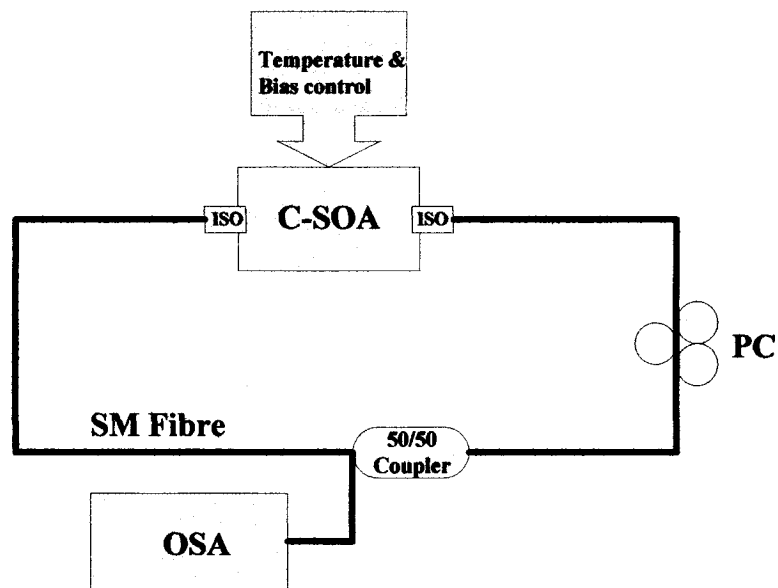 Temperature &
Bias control
ISO
C-SOA
ISO
PC
SM Fibre
50/50
Coupler
OSA